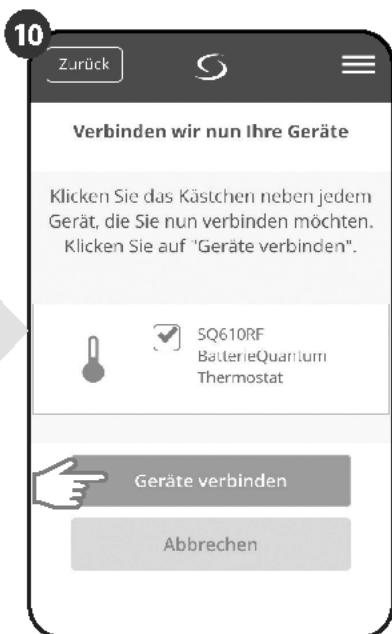 10
Zurück
Verbinden wir nun Ihre Geräte
Klicken Sie das Kästchen neben jedem
Gerät, die Sie nun verbinden möchten.
Klicken Sie auf "Geräte verbinden".
SQ610RF
BatterieQuantum
Thermostat
Geräte verbinden
Abbrechen